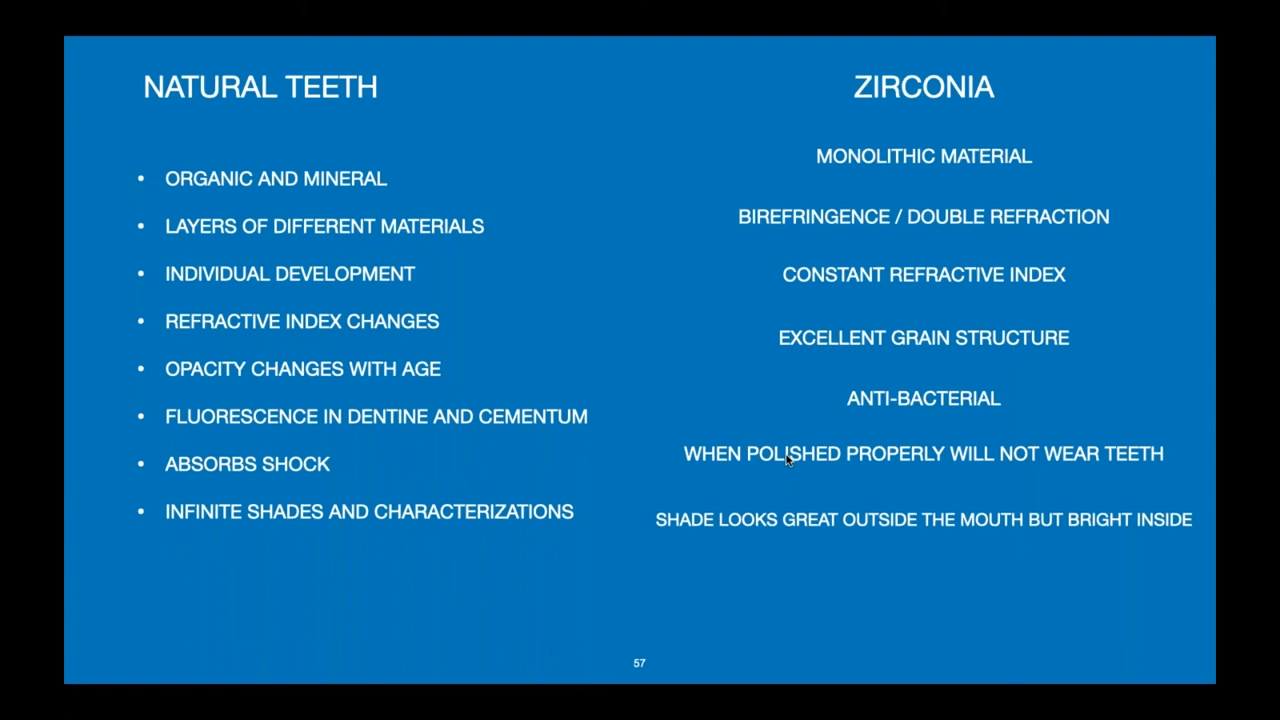 NATURAL TEETH
• ORGANIC AND MINERAL
• LAYERS OF DIFFERENT MATERIALS
• INDIVIDUAL DEVELOPMENT
• REFRACTIVE INDEX CHANGES
• OPACITY CHANGES WITH AGE
• FLUORESCENCE IN DENTINE AND CEMENTUM
• ABSORBS SHOCK
• INFINITE SHADES AND CHARACTERIZATIONS
ZIRCONIA
MONOLITHIC MATERIAL
BIREFRINGENCE / DOUBLE REFRACTION
CONSTANT REFRACTIVE INDEX
EXCELLENT GRAIN STRUCTURE
ANTI-BACTERIAL
WHEN POLISHED PROPERLY WILL NOT WEAR TEETH
SHADE LOOKS GREAT OUTSIDE THE MOUTH BUT BRIGHT INSIDE
57